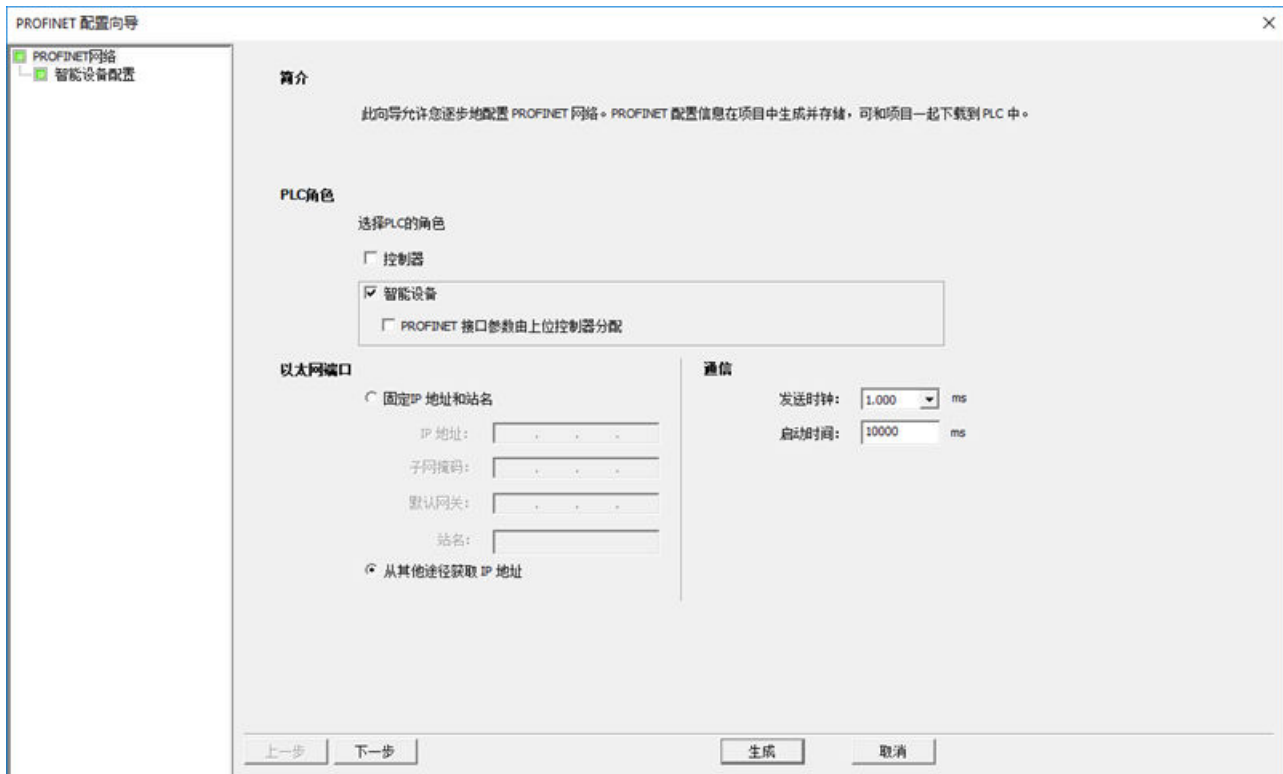 PROFINET 配置向导
PROFINET网络
智能设备配置
简介
此向导允许您逐步地配置 PROFINET 网络。PROFINET 配置信息在项目中生成并存储，可和项目一起下载到 PLC 中。
PLC角色
选择PLC的角色
控制器
智能设备
PROFINET 接口参数由上位控制器分配
以太网端口
通信
固定IP 地址和站名
发送时钟： 1.000 ms
IP 地址： . . .
启动时间： 10000 ms
子网掩码： . . .
默认网关： . . .
站名：
从其他途径获取 IP 地址
上一步 下一步 生成 取消